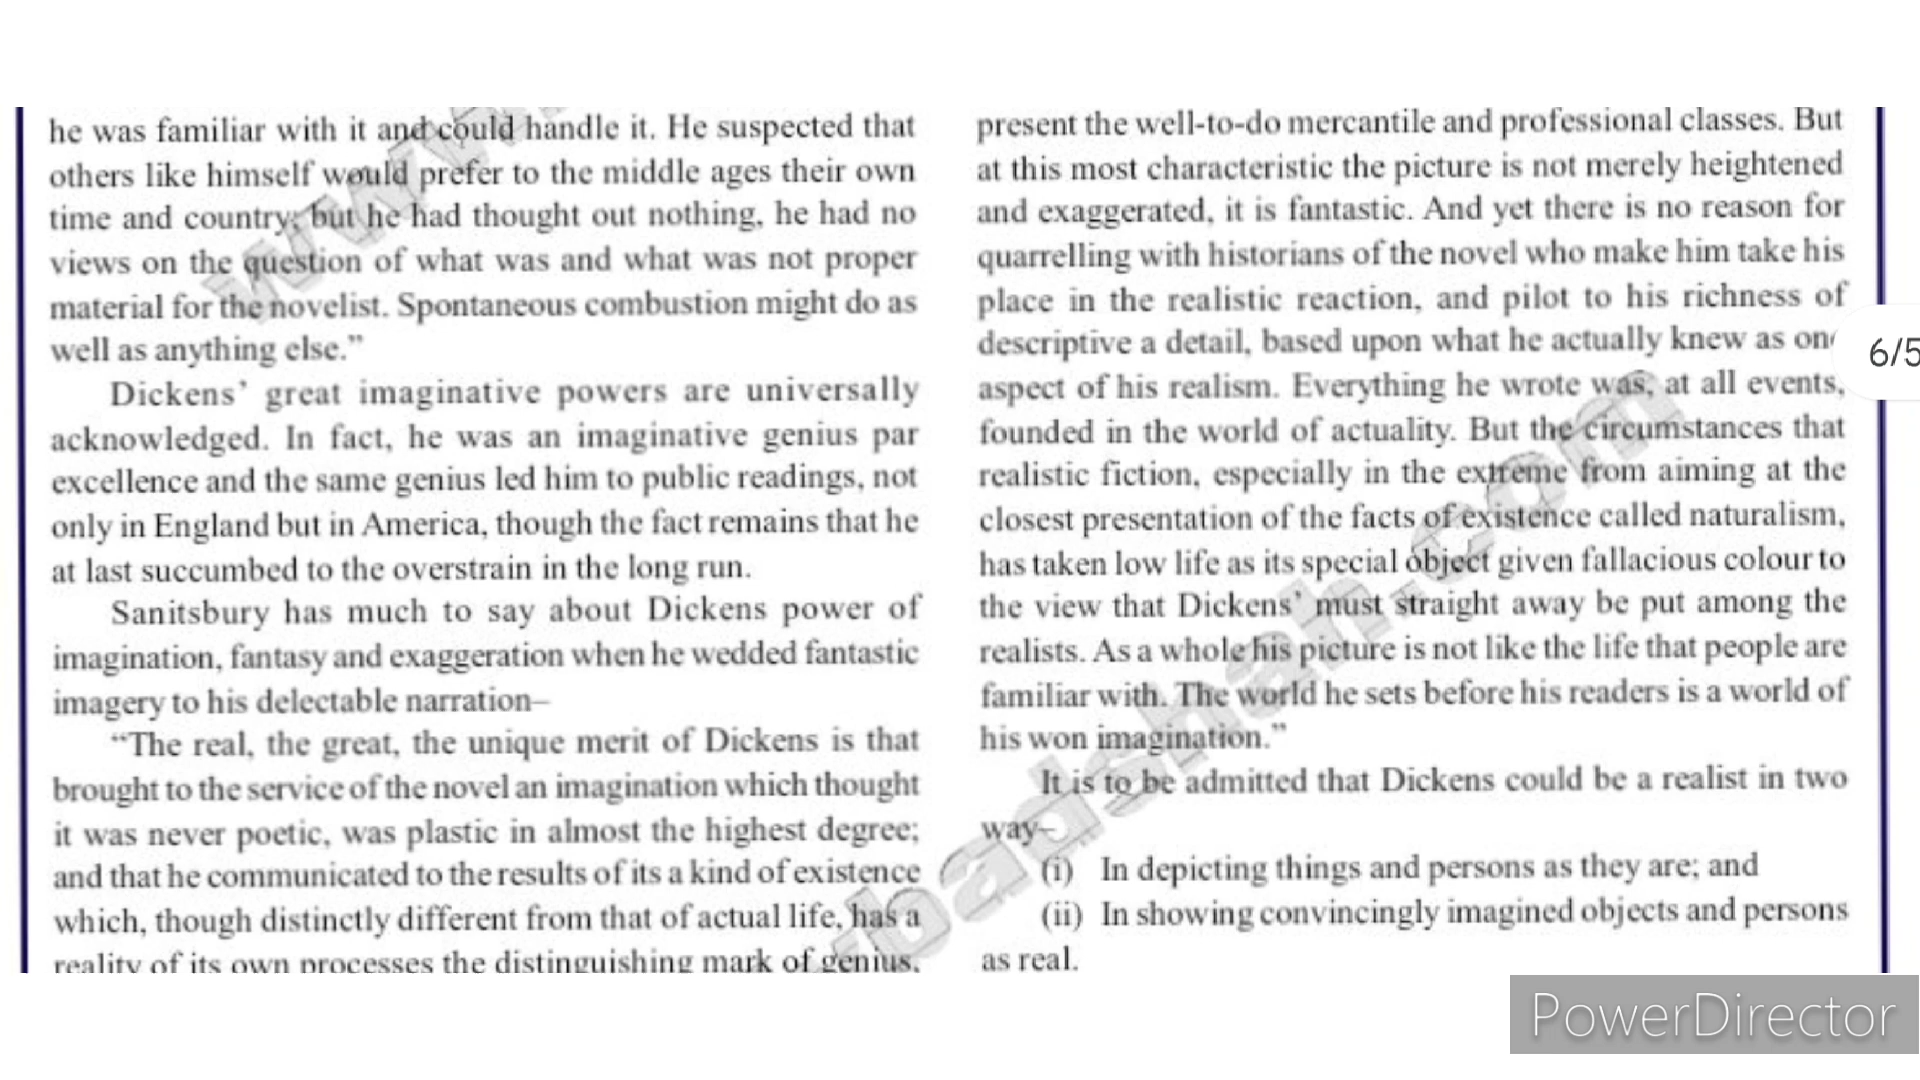 he was familiar with it and could handle it. He suspected that
others like himself would prefer to the middle ages their own
time and country; but he had thought out nothing, he had no
views on the question of what was and what was not proper
material for the novelist. Spontaneous combustion might do as
well as anything else.”
Dickens’ great imaginative powers are universally
acknowledged. In fact, he was an imaginative genius par
excellence and the same genius led him to public readings, not
only in England but in America, though the fact remains that he
at last succumbed to the overstrain in the long run.
Sanitsbury has much to say about Dickens power of
imagination, fantasy and exaggeration when he wedded fantastic
imagery to his delectable narration–
“The real, the great, the unique merit of Dickens is that
brought to the service of the novel an imagination which thought
it was never poetic, was plastic in almost the highest degree;
and that he communicated to the results of its a kind of existence
which, though distinctly different from that of actual life, has a
reality of its own processes the distinguishing mark of genius,
present the well-to-do mercantile and professional classes. But
at this most characteristic the picture is not merely heightened
and exaggerated, it is fantastic. And yet there is no reason for
quarrelling with historians of the novel who make him take his
place in the realistic reaction, and pilot to his richness of
descriptive a detail, based upon what he actually knew as one
aspect of his realism. Everything he wrote was, at all events,
founded in the world of actuality. But the circumstances that
realistic fiction, especially in the extreme from aiming at the
closest presentation of the facts of existence called naturalism,
has taken low life as its special object given fallacious colour to
the view that Dickens’ must straight away be put among the
realists. As a whole his picture is not like the life that people are
familiar with. The world he sets before his readers is a world of
his won imagination.”
It is to be admitted that Dickens could be a realist in two
way–
(i) In depicting things and persons as they are; and
(ii) In showing convincingly imagined objects and persons
as real.
6/5
PowerDirector